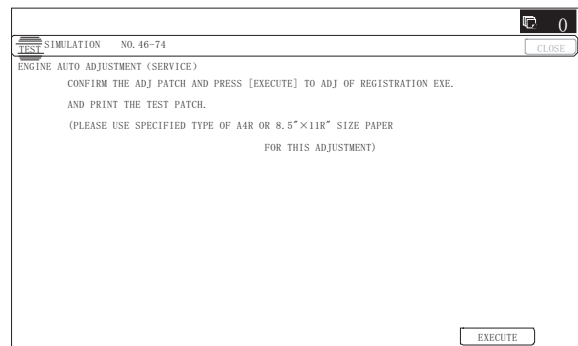 0
TEST SIMULATION NO. 46-74
CLOSE
ENGINE AUTO ADJUSTMENT (SERVICE)
CONFIRM THE ADJ PATCH AND PRESS [EXECUTE] TO ADJ OF REGISTRATION EXE.
AND PRINT THE TEST PATCH.
(PLEASE USE SPECIFIED TYPE OF A4R OR 8.5"×11R" SIZE PAPER
FOR THIS ADJUSTMENT)
EXECUTE